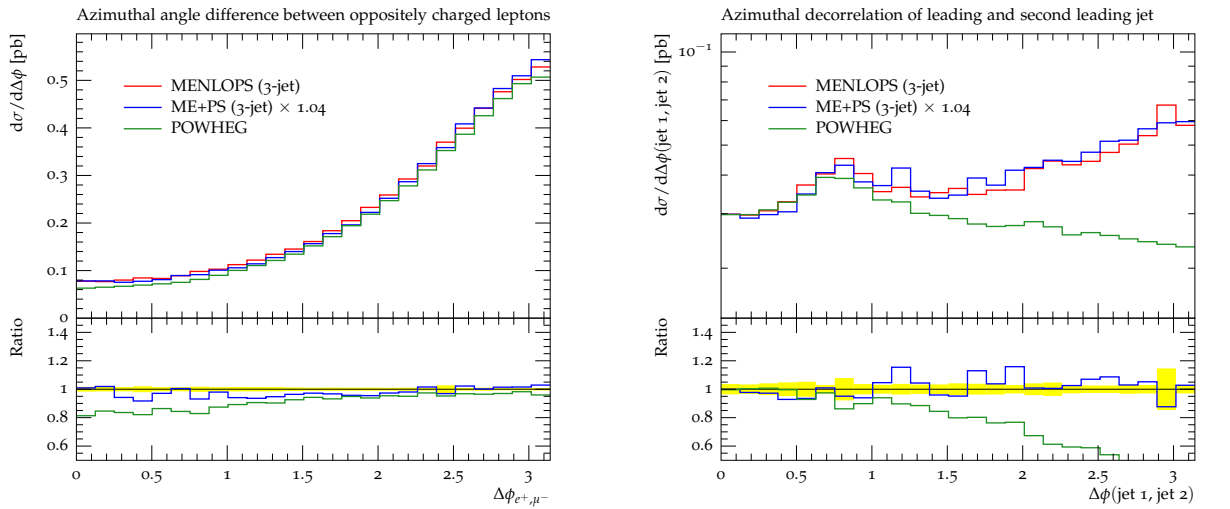 Azimuthal angle difference between oppositely charged leptons
dσ/dΔϕ [pb]
0.5
0.4
0.3
0.2
0.1
0
MENLOPS (3-jet)
ME+PS (3-jet) × 1.04
POWHEG
Ratio
1.4
1.2
1
0.8
0.6
0 0.5 1 1.5 2 2.5 3
Δϕe⁺,μ⁻
Azimuthal decorrelation of leading and second leading jet
dσ/dΔϕ(jet 1, jet 2) [pb]
10⁻¹
MENLOPS (3-jet)
ME+PS (3-jet) × 1.04
POWHEG
Ratio
1.4
1.2
1
0.8
0.6
0 0.5 1 1.5 2 2.5 3
Δϕ(jet 1, jet 2)